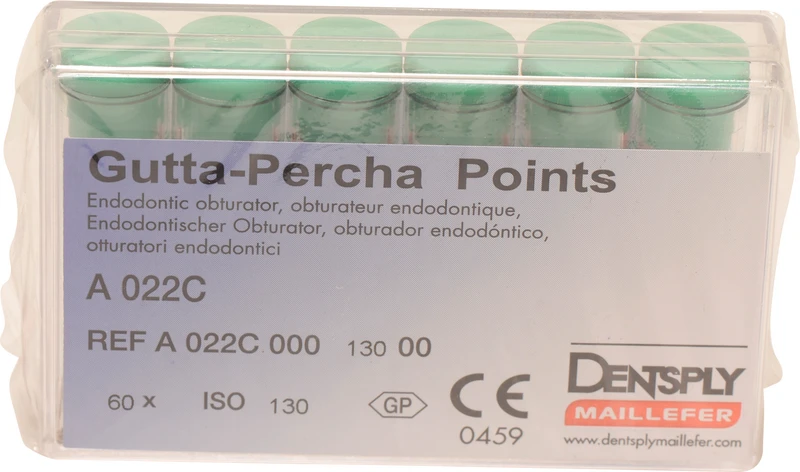 Gutta-Percha Points
Endodontic obturator, obturateur endodontique,
Endodontischer Obturator, obturador endodóntico,
otturatori endodontici
A 022C
REF A 022C 000 130 00
60 x ISO 130 GP CE
0459
DENTSPLY
MAILLEFER
www.dentsplymaillefer.com